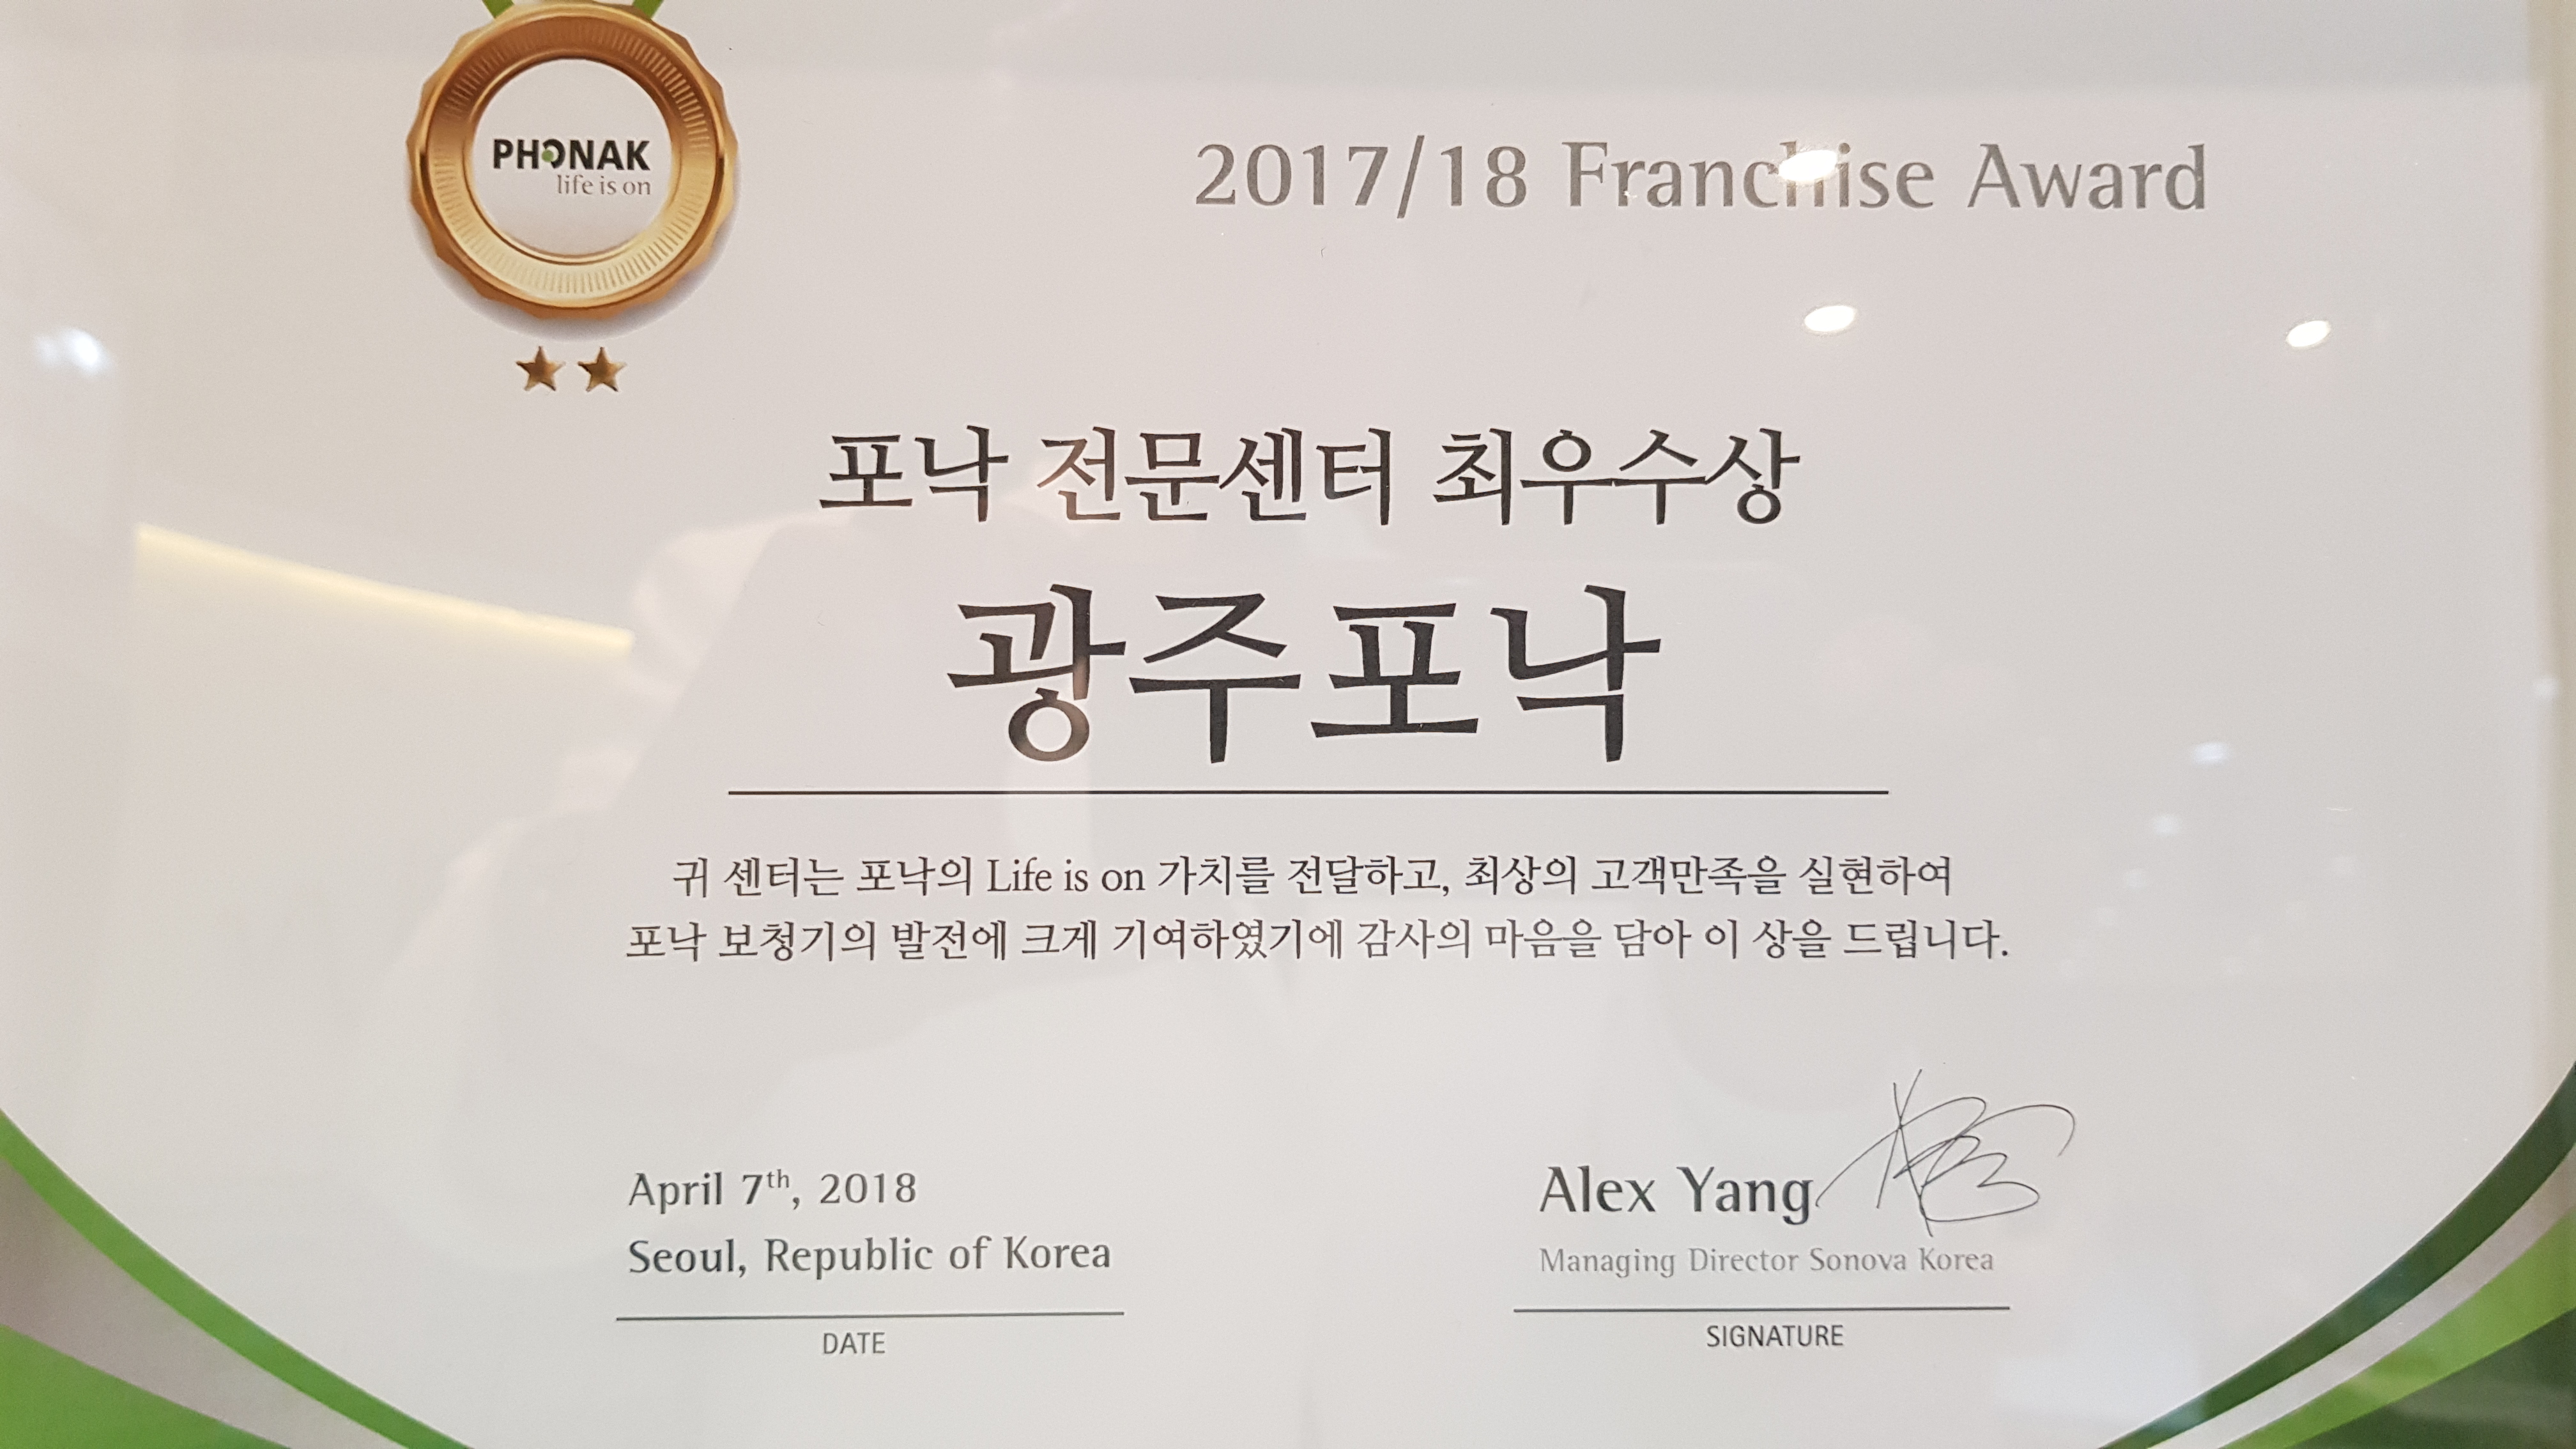 PHONAK
life is on
2017/18 Franchise Award
포낙 전문센터 최우수상
광주포낙
귀 센터는 포낙의 Life is on 가치를 전달하고, 최상의 고객만족을 실현하여
포낙 보청기의 발전에 크게 기여하였기에 감사의 마음을 담아 이 상을 드립니다.
April 7th, 2018
Seoul, Republic of Korea
DATE
Alex Yang
Managing Director Sonova Korea
SIGNATURE